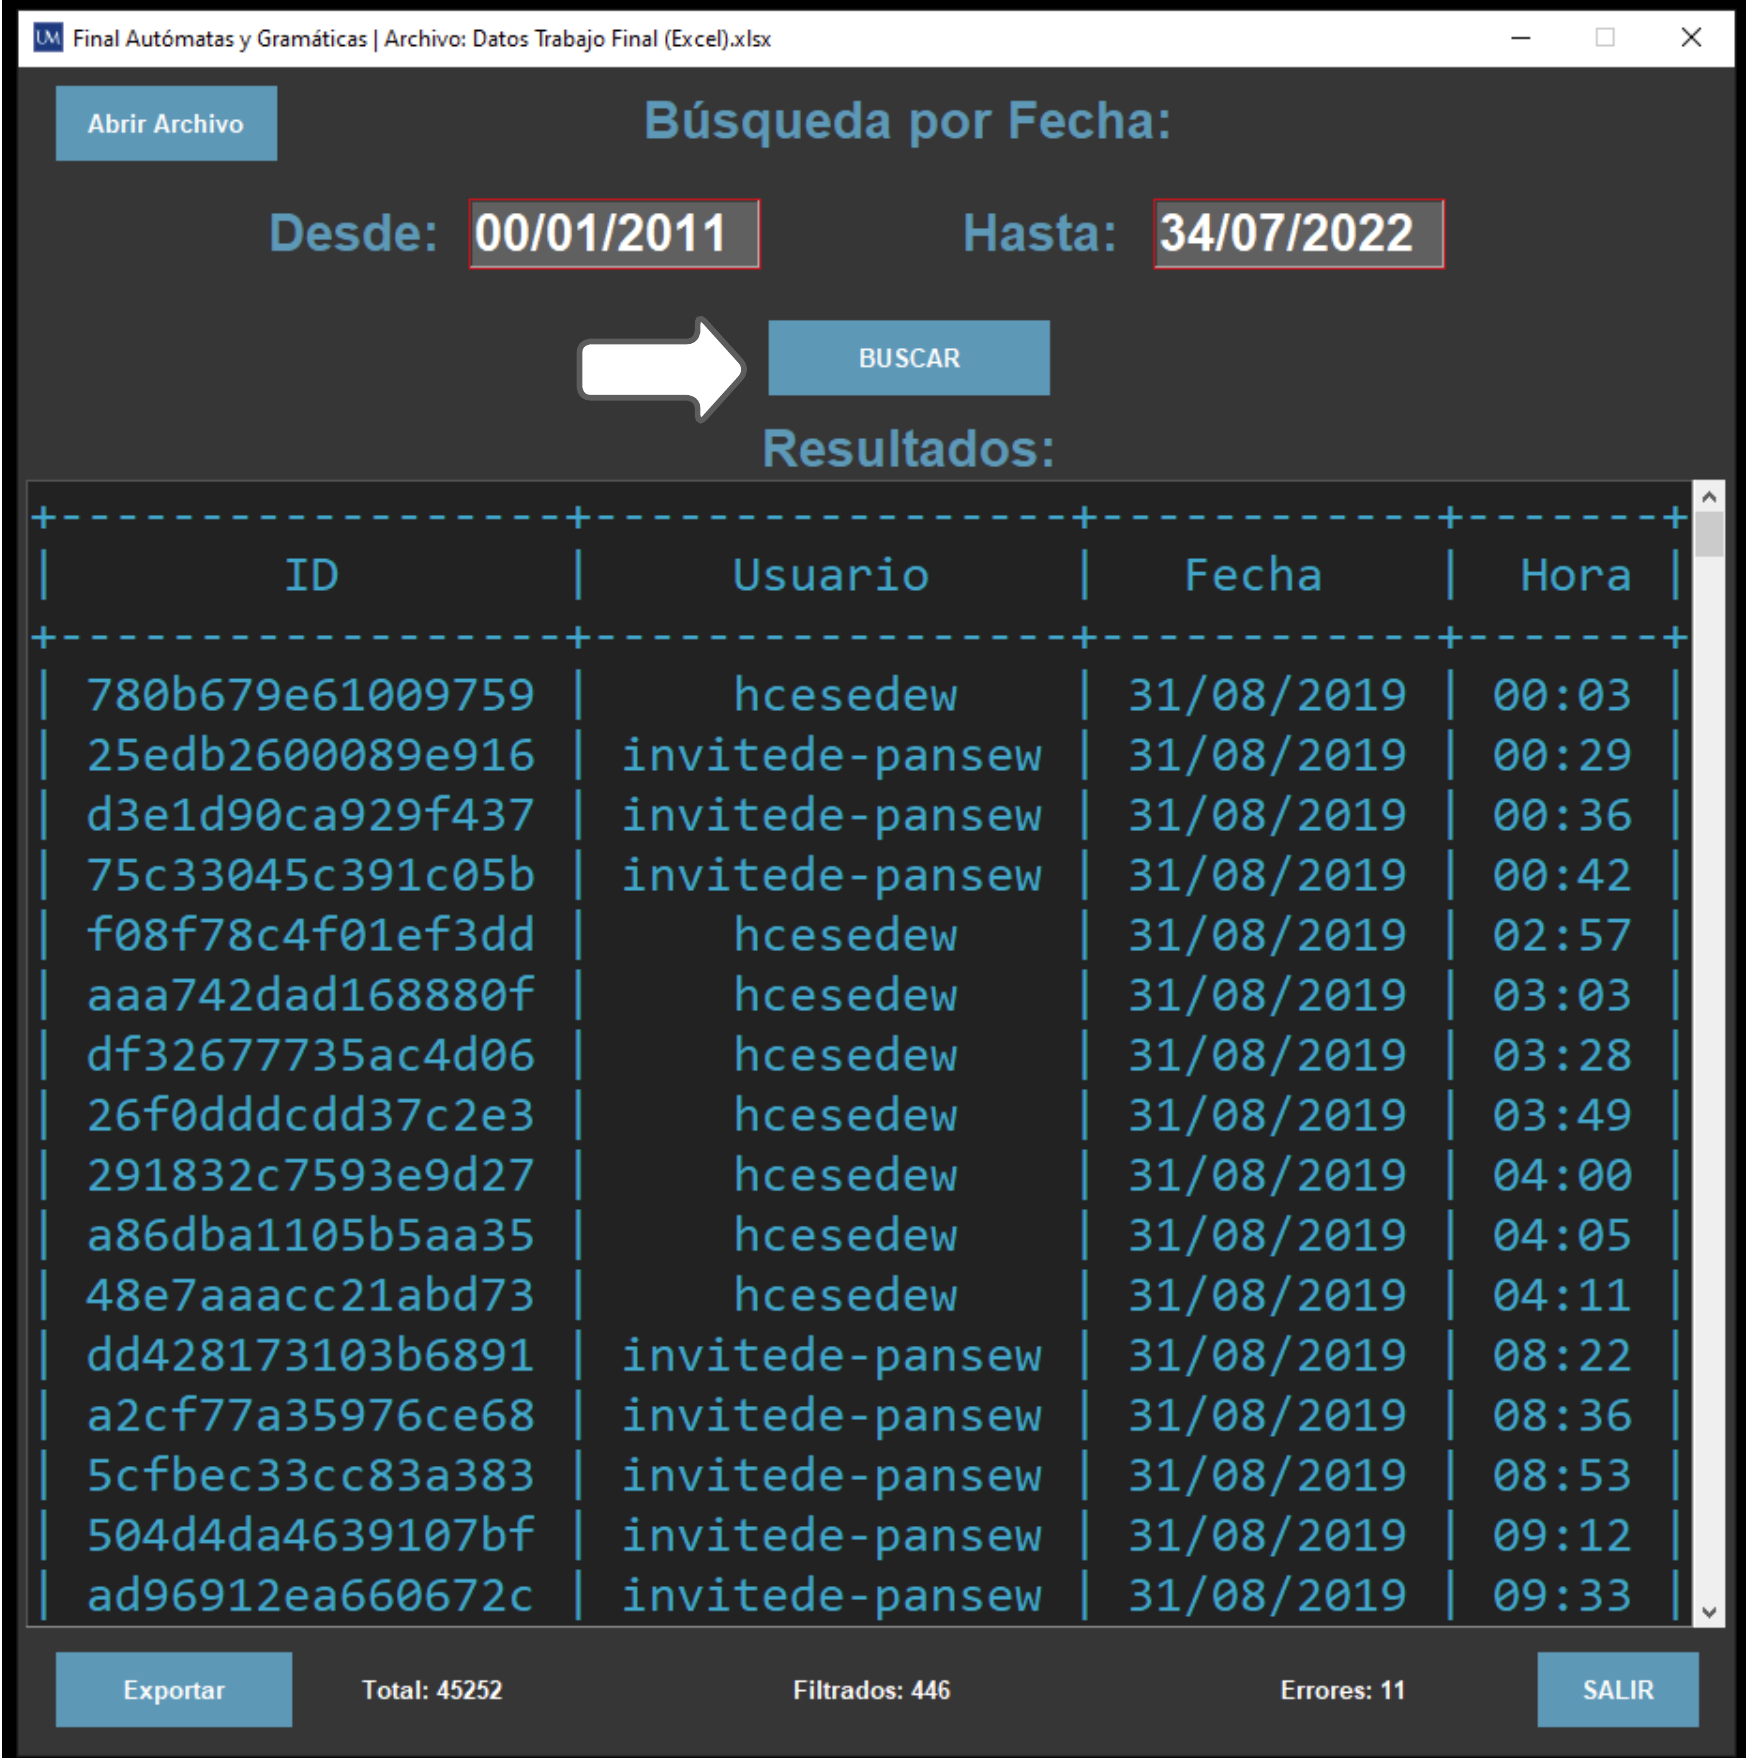 UM Final Autómatas y Gramáticas | Archivo: Datos Trabajo Final (Excel).xlsx
Abrir Archivo
Búsqueda por Fecha:
Desde: 00/01/2011 Hasta: 34/07/2022
BUSCAR
Resultados:
+-------------------+-----------------+------------+-------+
| ID | Usuario | Fecha | Hora |
+-------------------+-----------------+------------+-------+
| 780b679e61009759 | hcesedew | 31/08/2019 | 00:03 |
| 25edb2600089e916 | invitede-pansew | 31/08/2019 | 00:29 |
| d3e1d90ca929f437 | invitede-pansew | 31/08/2019 | 00:36 |
| 75c33045c391c05b | invitede-pansew | 31/08/2019 | 00:42 |
| f08f78c4f01ef3dd | hcesedew | 31/08/2019 | 02:57 |
| aaa742dad168880f | hcesedew | 31/08/2019 | 03:03 |
| df32677735ac4d06 | hcesedew | 31/08/2019 | 03:28 |
| 26f0dddcdd37c2e3 | hcesedew | 31/08/2019 | 03:49 |
| 291832c7593e9d27 | hcesedew | 31/08/2019 | 04:00 |
| a86dba1105b5aa35 | hcesedew | 31/08/2019 | 04:05 |
| 48e7aaacc21abd73 | hcesedew | 31/08/2019 | 04:11 |
| dd428173103b6891 | invitede-pansew | 31/08/2019 | 08:22 |
| a2cf77a35976ce68 | invitede-pansew | 31/08/2019 | 08:36 |
| 5cfbec33cc83a383 | invitede-pansew | 31/08/2019 | 08:53 |
| 504d4da4639107bf | invitede-pansew | 31/08/2019 | 09:12 |
| ad96912ea660672c | invitede-pansew | 31/08/2019 | 09:33 |
Exportar Total: 45252 Filtrados: 446 Errores: 11 SALIR